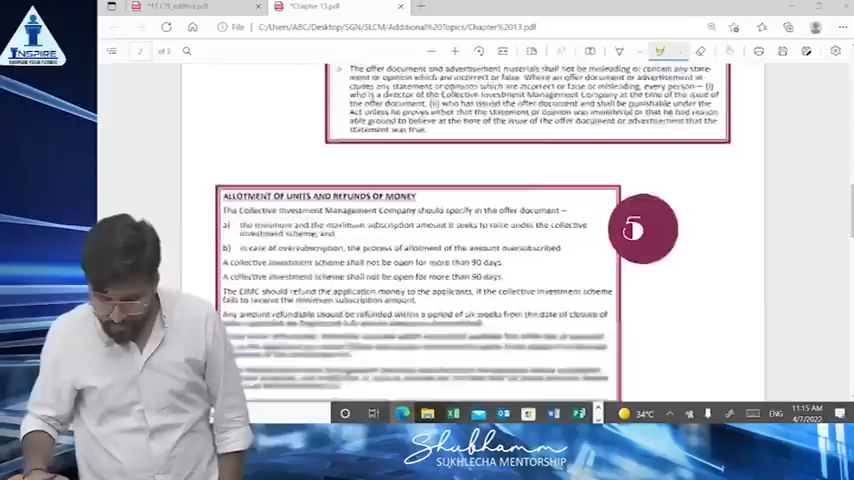 *13 CIS_edited.pdf
*Chapter 13.pdf
File | C:/Users/ABC/Desktop/SGN/SLCM/Additional%20Topics/Chapter%2013.pdf
INSPIRE
2 of 3
The offer document and advertisement materials shall not be misleading or contain any state-
ment or opinion which are incorrect or false. Where an offer document or advertisement in-
cludes any statements or opinions which are incorrect or false or misleading, every person— (i)
who is a director of the Collective Investment Management Company at the time of the issue of
the offer document; (ii) who has issued the offer document and shall be punishable under the
Act unless he proves either that the statement or opinion was immaterial or that he had reason
able ground to believe at the time of the issue of the offer document or advertisement that the
statement was true.
ALLOTMENT OF UNITS AND REFUNDS OF MONEY
The Collective Investment Management Company should specify in the offer document —
a) the minimum and the maximum subscription amount it seeks to raise under the collective
investment scheme; and
b) in case of oversubscription, the process of allotment of the amount oversubscribed.
A collective investment scheme shall not be open for more than 90 days.
A collective investment scheme shall not be open for more than 90 days.
The CIMC should refund the application money to the applicants, if the collective investment scheme
fails to receive the minimum subscription amount.
Any amount refundable should be refunded within a period of six weeks from the date of closure of
5
34°C
ENG
11:15 AM
4/7/2022
Shubhamm
SUKHLECHA MENTORSHIP